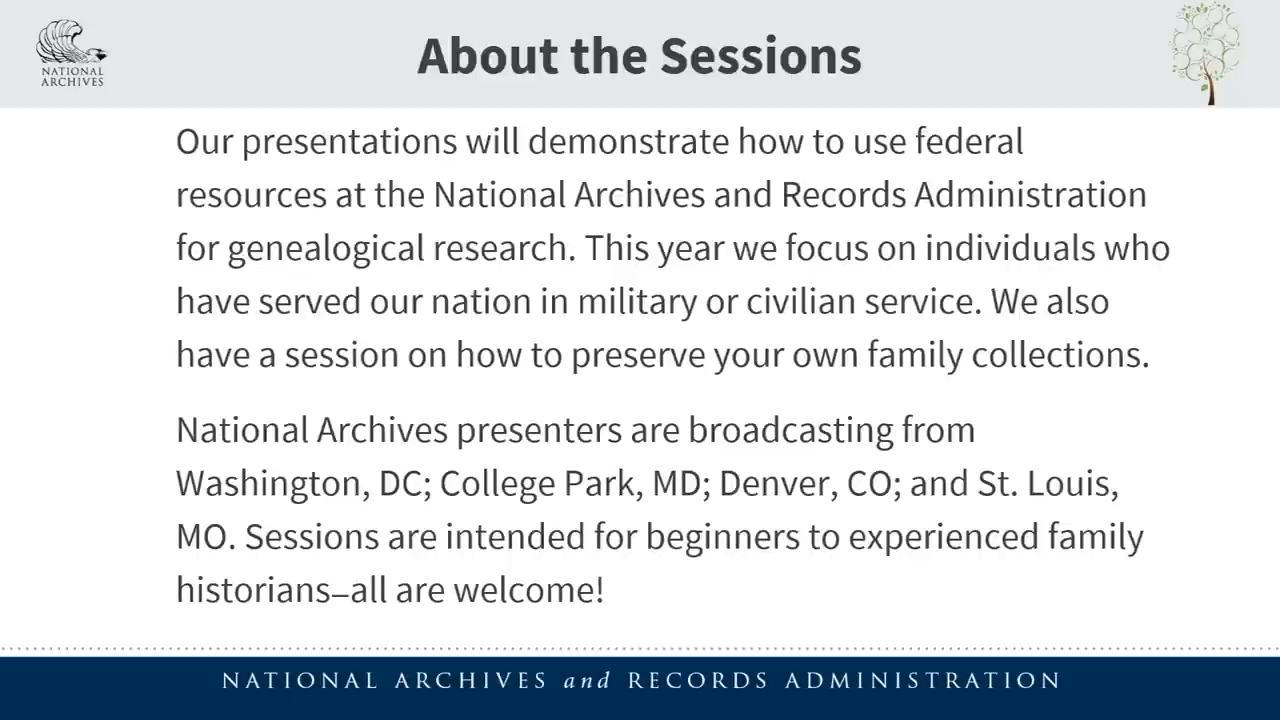 NATIONAL
ARCHIVES
About the Sessions
Our presentations will demonstrate how to use federal
resources at the National Archives and Records Administration
for genealogical research. This year we focus on individuals who
have served our nation in military or civilian service. We also
have a session on how to preserve your own family collections.
National Archives presenters are broadcasting from
Washington, DC; College Park, MD; Denver, CO; and St. Louis,
MO. Sessions are intended for beginners to experienced family
historians—all are welcome!
NATIONAL ARCHIVES and RECORDS ADMINISTRATION